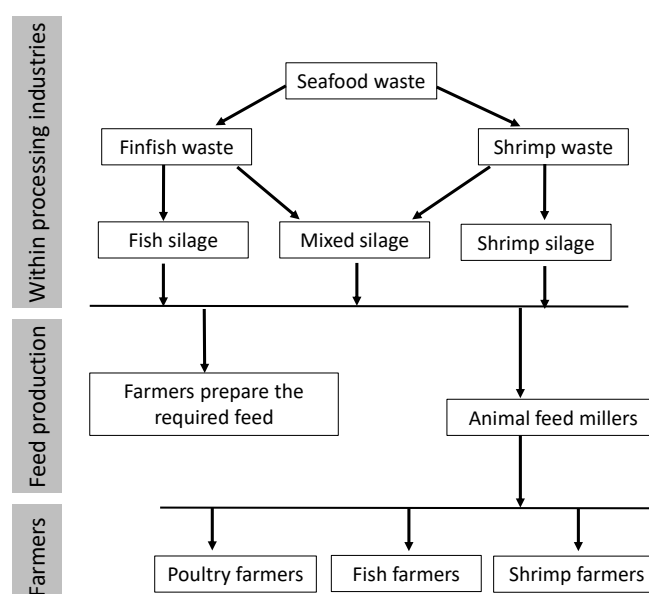 Within processing industries
Seafood waste
Finfish waste
Shrimp waste
Fish silage
Mixed silage
Shrimp silage
Feed production
Farmers prepare the
required feed
Animal feed millers
Farmers
Poultry farmers
Fish farmers
Shrimp farmers